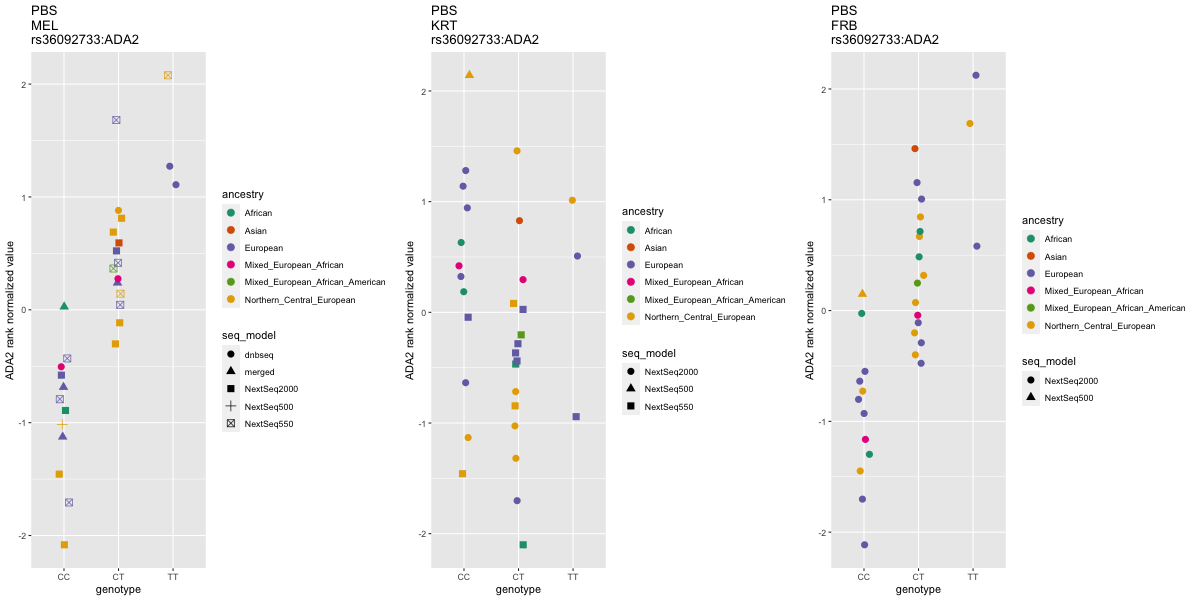 PBS
MEL
rs36092733:ADA2
ADA2 rank normalized value
2
1
0
-1
-2
CC
CT
TT
genotype
ancestry
African
Asian
European
Mixed_European_African
Mixed_European_African_American
Northern_Central_European
seq_model
dnbseq
merged
NextSeq2000
NextSeq500
NextSeq550
PBS
KRT
rs36092733:ADA2
ADA2 rank normalized value
2
1
0
-1
-2
CC
CT
TT
genotype
ancestry
African
Asian
European
Mixed_European_African
Mixed_European_African_American
Northern_Central_European
seq_model
NextSeq2000
NextSeq500
NextSeq550
PBS
FRB
rs36092733:ADA2
ADA2 rank normalized value
2
1
0
-1
-2
CC
CT
TT
genotype
ancestry
African
Asian
European
Mixed_European_African
Mixed_European_African_American
Northern_Central_European
seq_model
NextSeq2000
NextSeq500